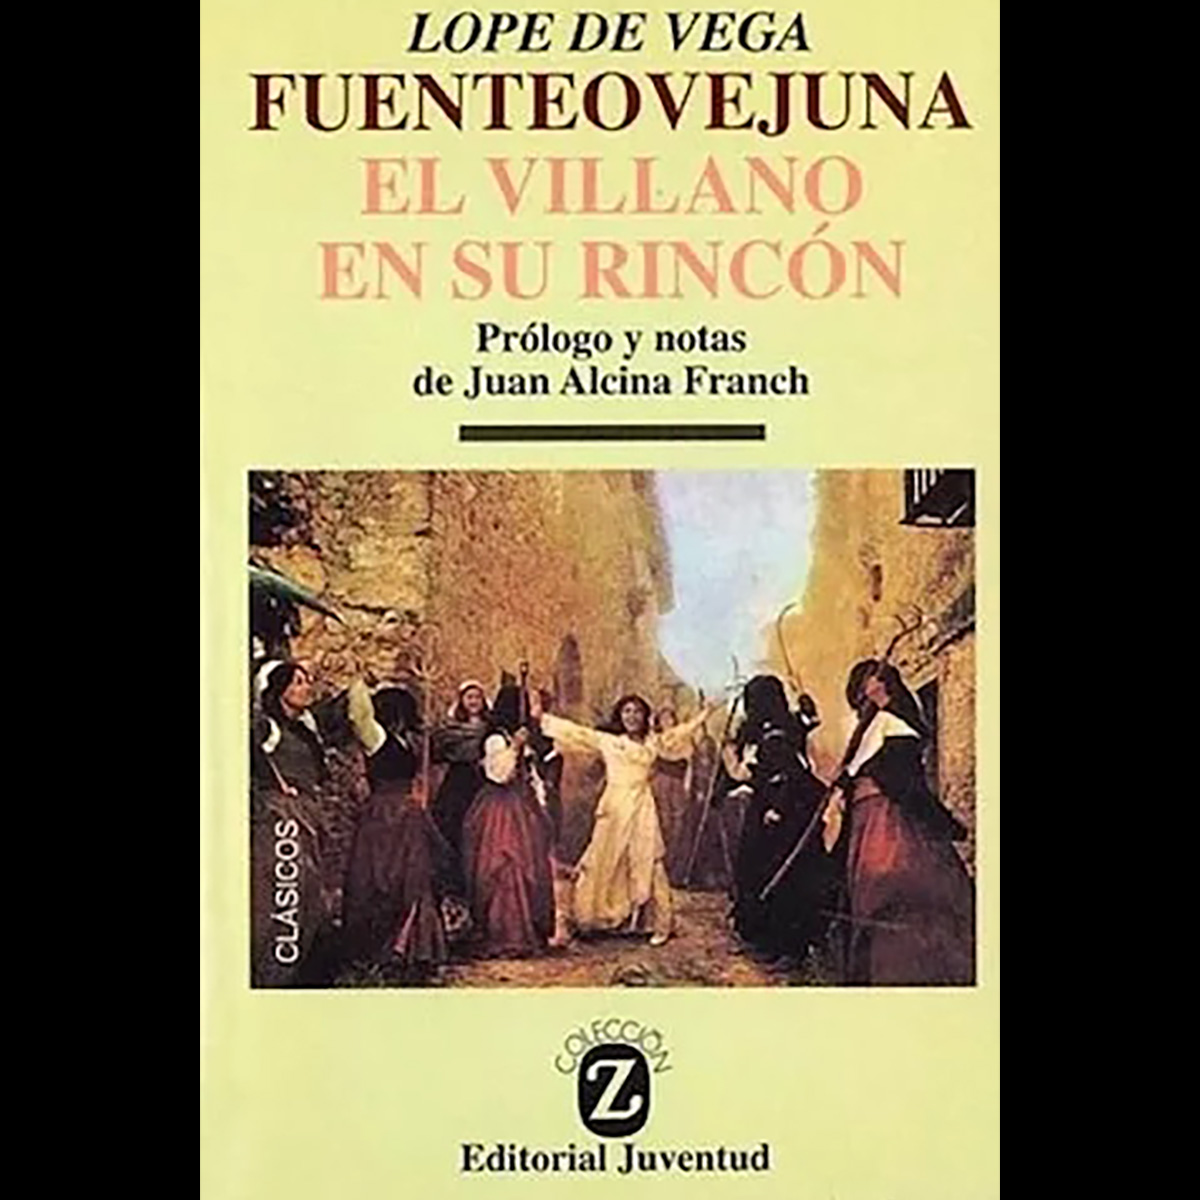 LOPE DE VEGA
FUENTEOVEJUNA
EL VILLANO
EN SU RINCÓN
Prólogo y notas
de Juan Alcina Franch
CLÁSICOS
COLECCIÓN
Z
Editorial Juventud